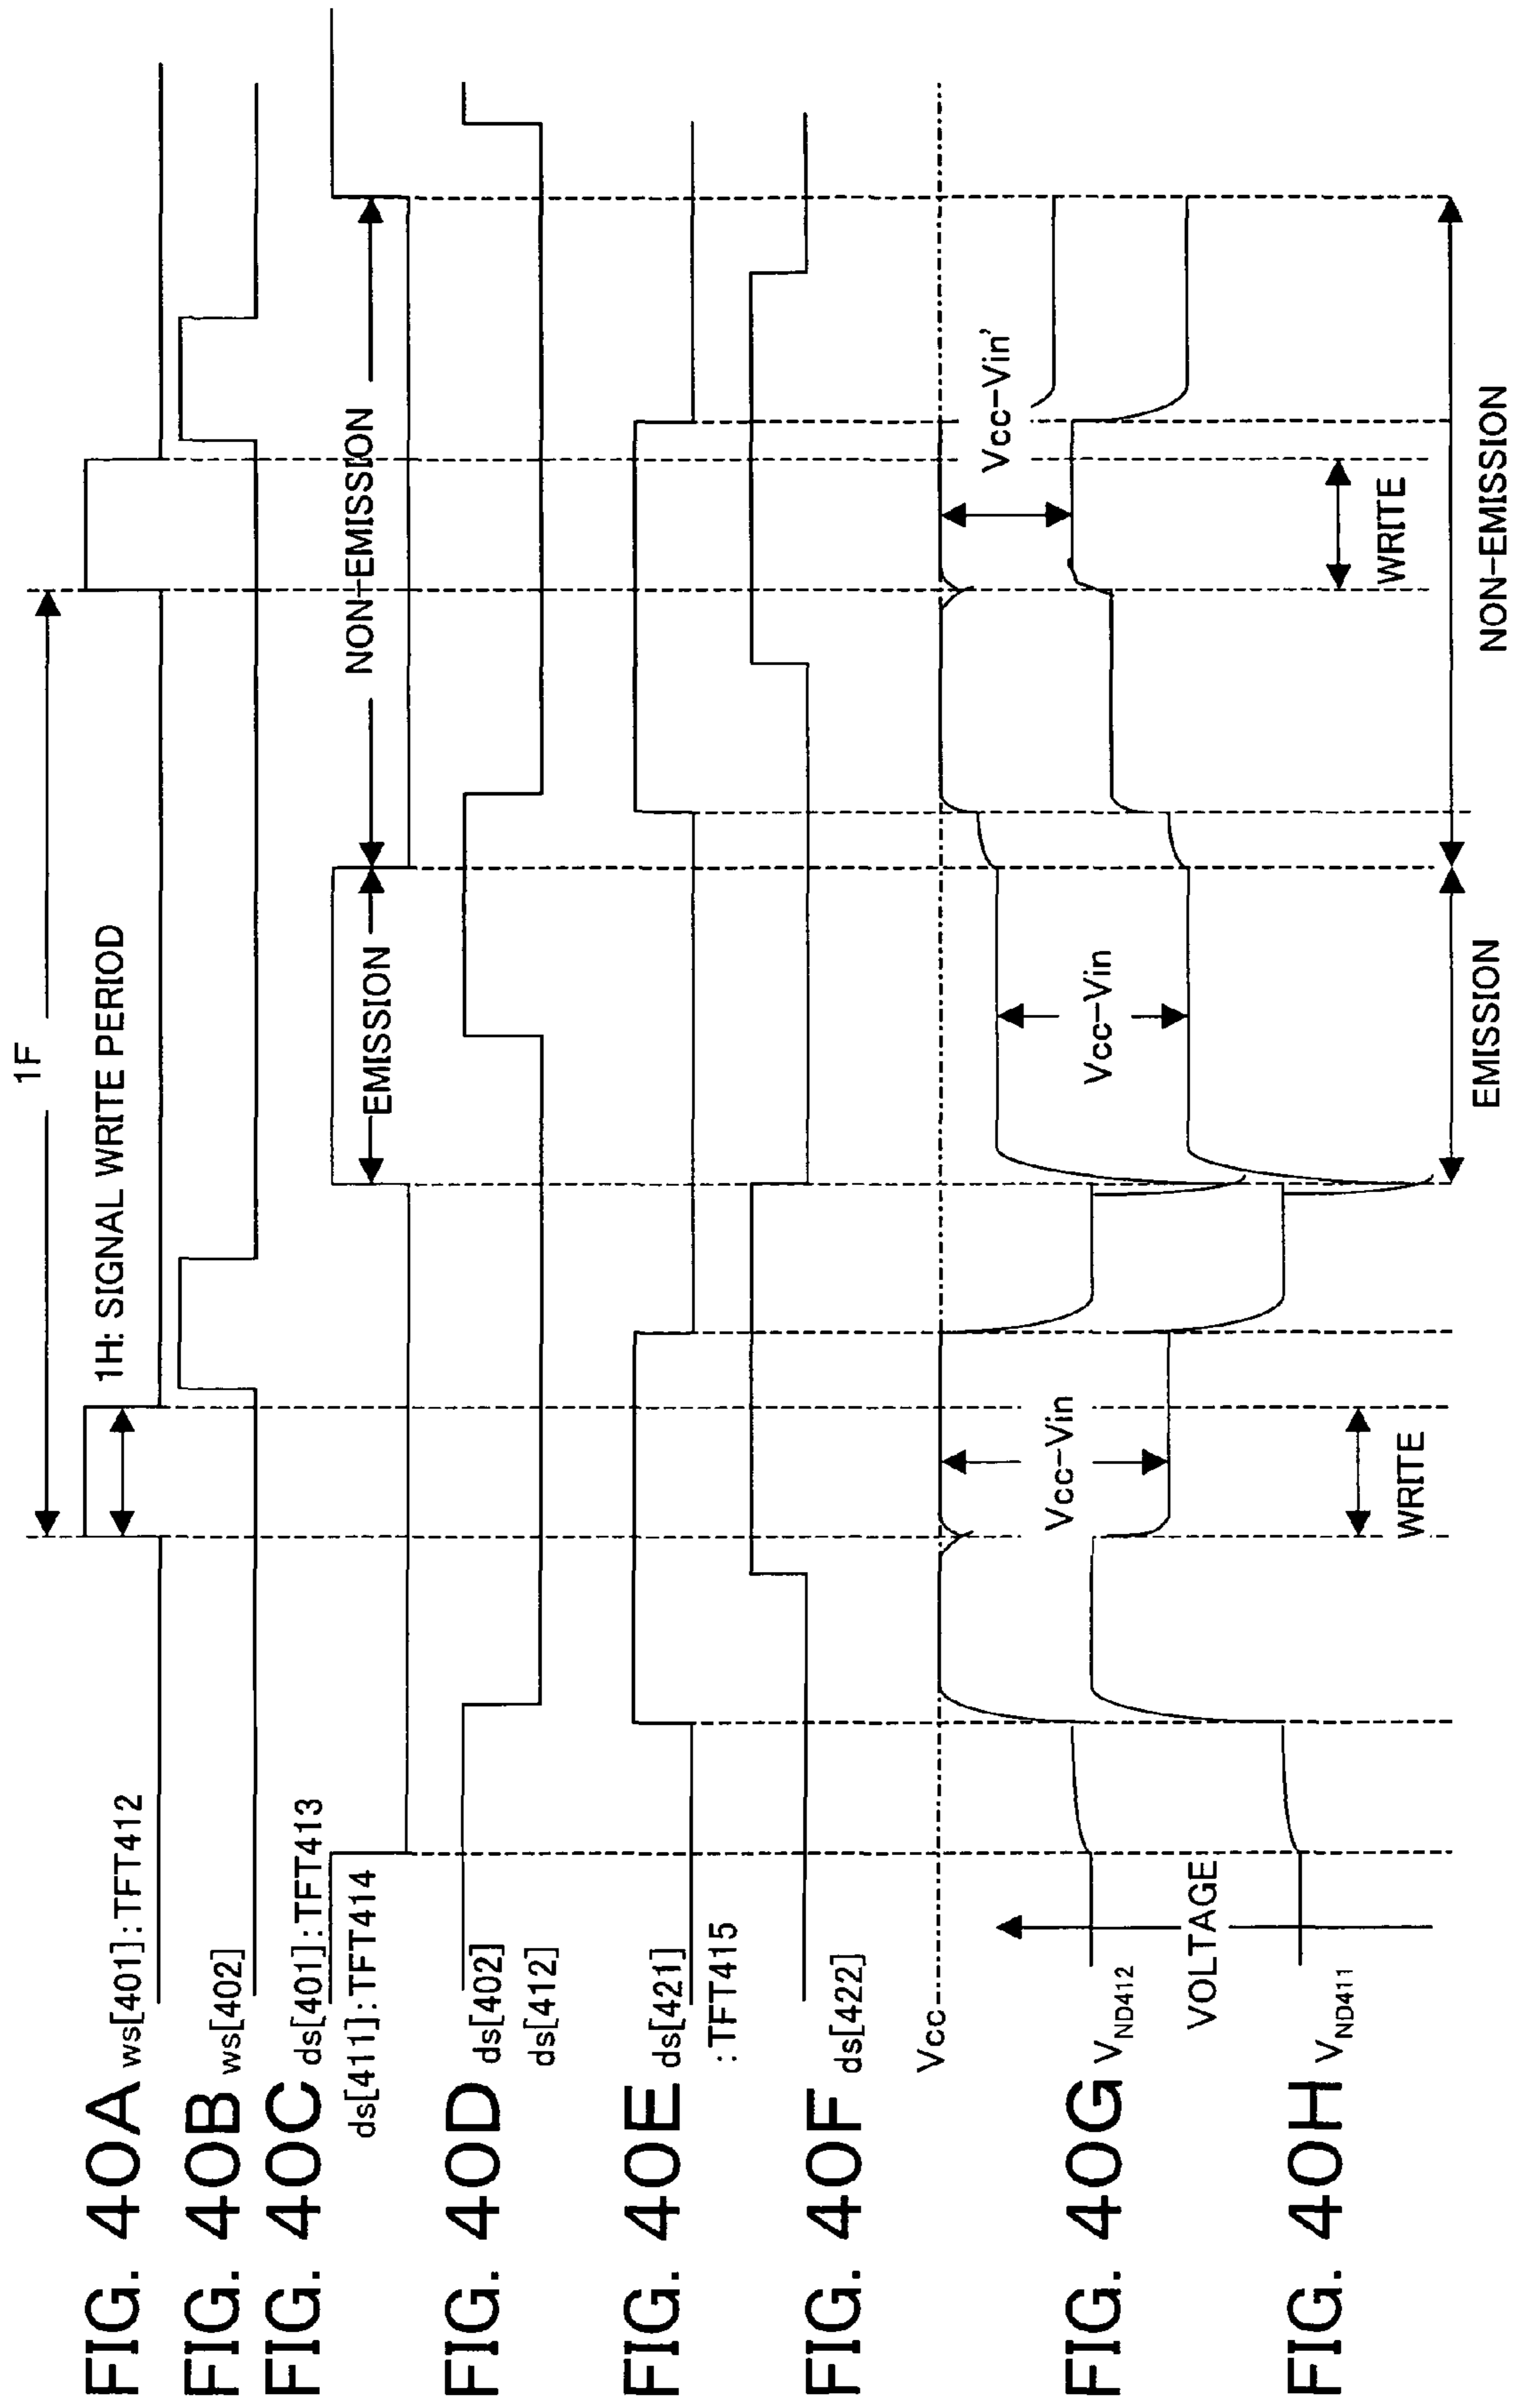 1F
FIG. 40A ws[401]:TFT412
1H: SIGNAL WRITE PERIOD
FIG. 40B ws[402]
FIG. 40C ds[401]:TFT413
ds[411]:TFT414
EMISSION
NON-EMISSION
FIG. 40D ds[402]
ds[412]
FIG. 40E ds[421]
:TFT415
FIG. 40F ds[422]
Vcc
Vcc-Vin
Vcc-Vin
Vcc-Vin'
FIG. 40G VND412
VOLTAGE
FIG. 40H VND411
WRITE
WRITE
EMISSION
NON-EMISSION